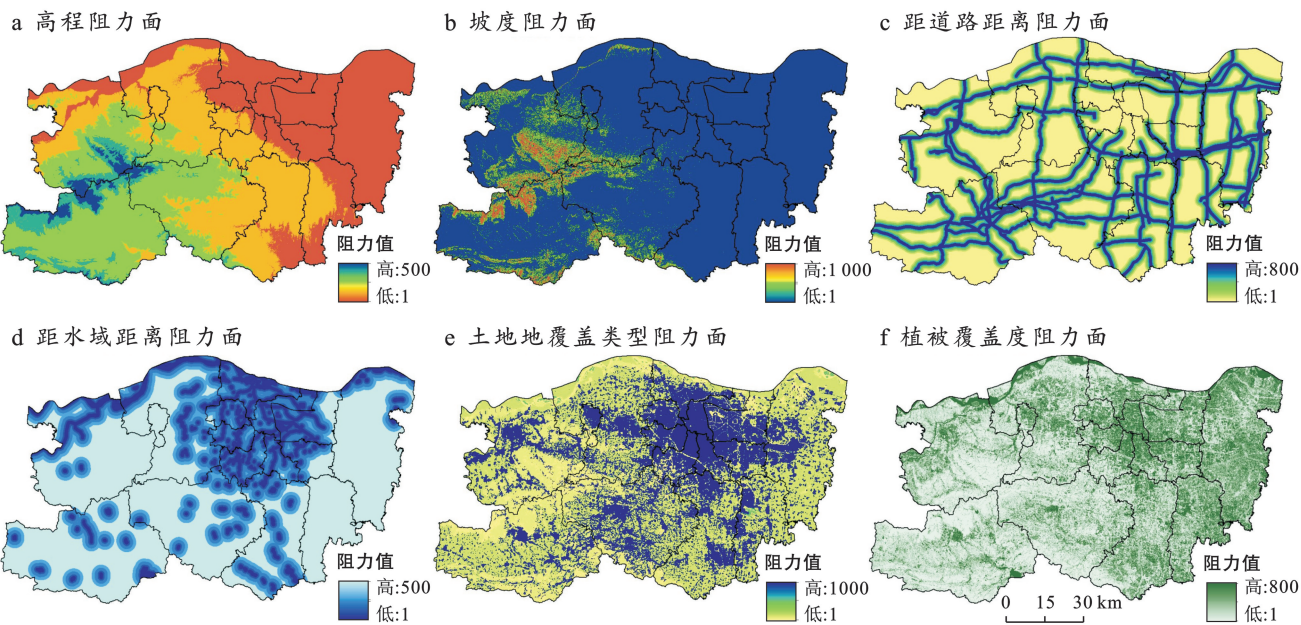 a 高程阻力面
b 坡度阻力面
c 距道路距离阻力面
阻力值
高:500
低:1
阻力值
高:1 000
低:1
阻力值
高:800
低:1
d 距水域距离阻力面
e 土地地覆盖类型阻力面
f 植被覆盖度阻力面
阻力值
高:500
低:1
阻力值
高:1000
低:1
阻力值
高:800
低:1
0 15 30 km